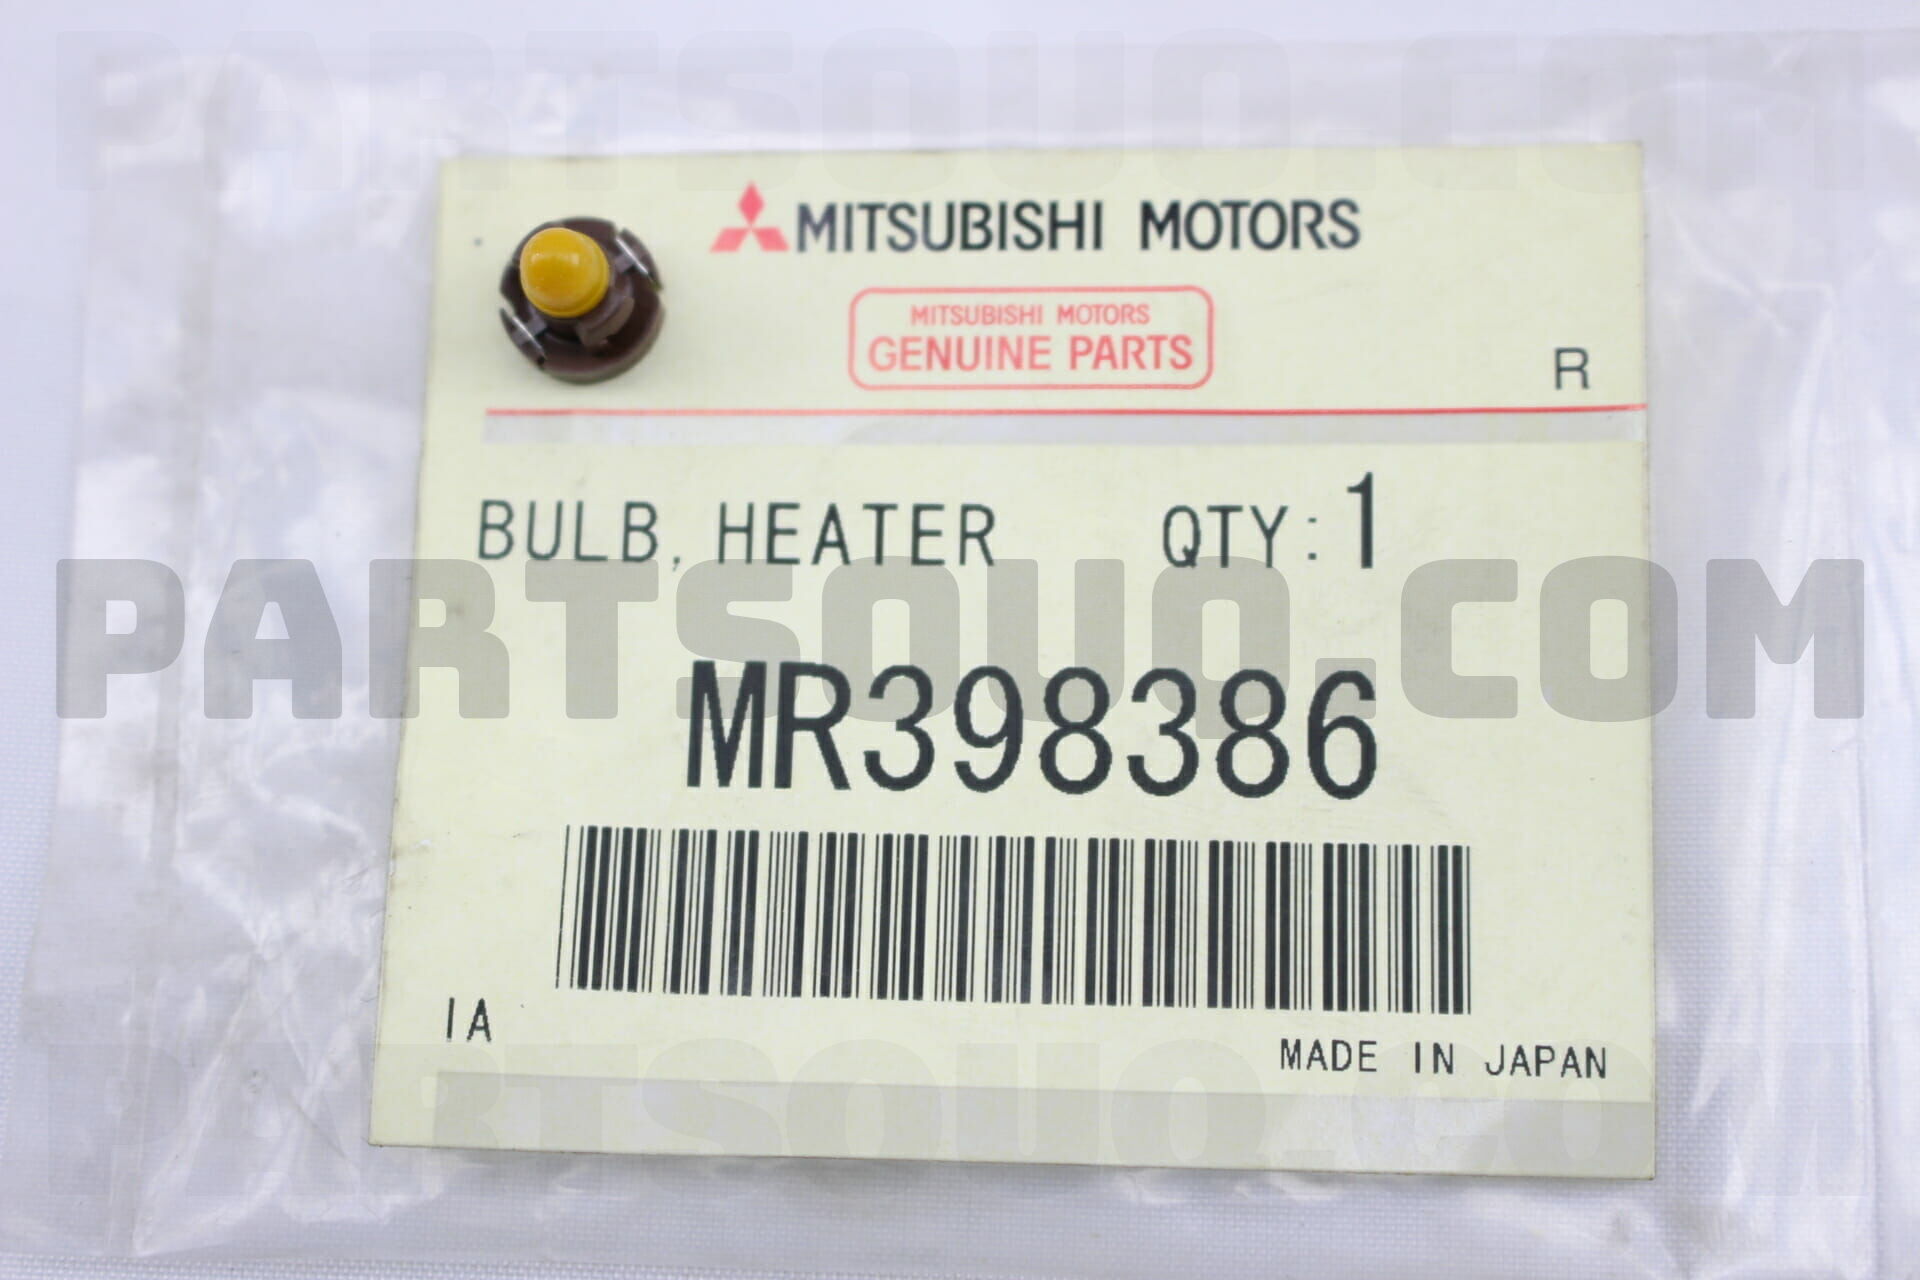 PARTSOUQ.COM
MITSUBISHI MOTORS
MITSUBISHI MOTORS
GENUINE PARTS
R
BULB, HEATER QTY: 1
PARTSOUQ.COM
MR398386
IA
MADE IN JAPAN
PARTSOUQ.COM